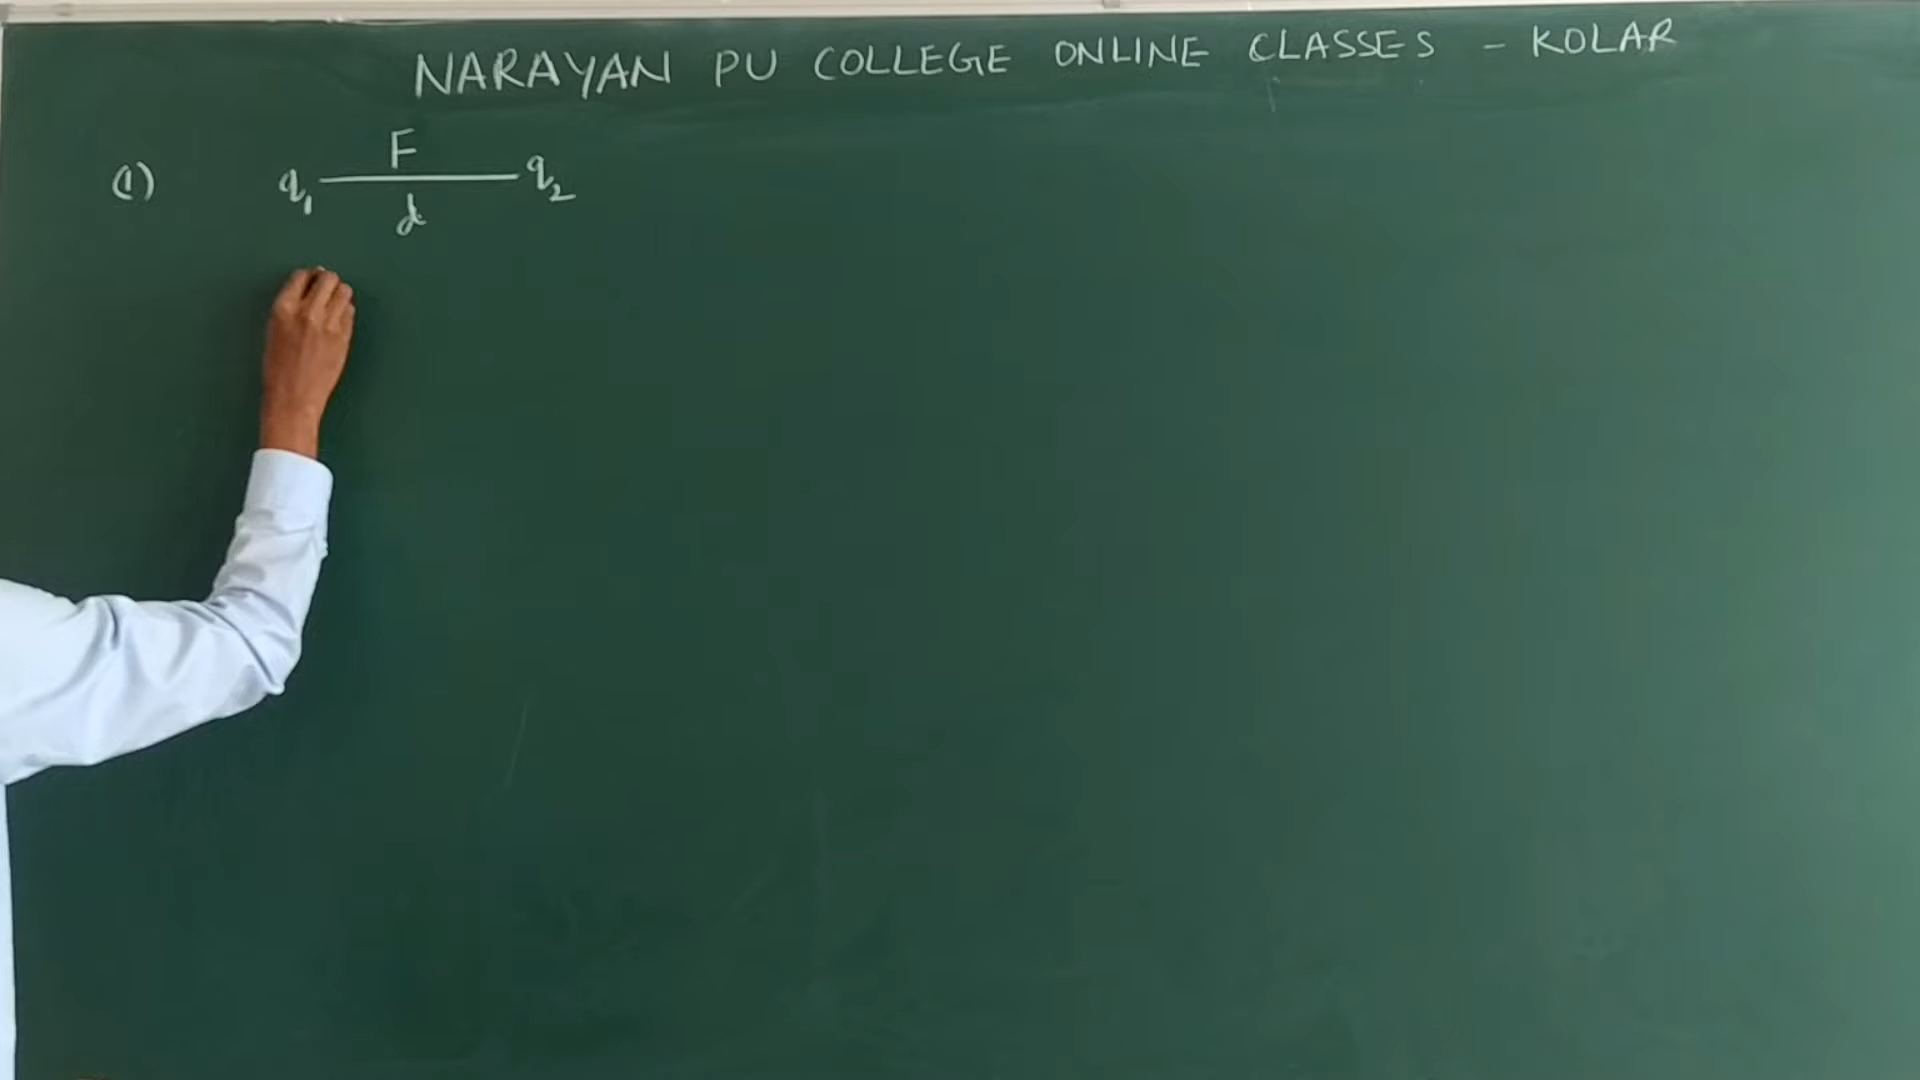 NARAYAN PU COLLEGE ONLINE CLASSES - KOLAR
F
(1) q₁ q₂
d